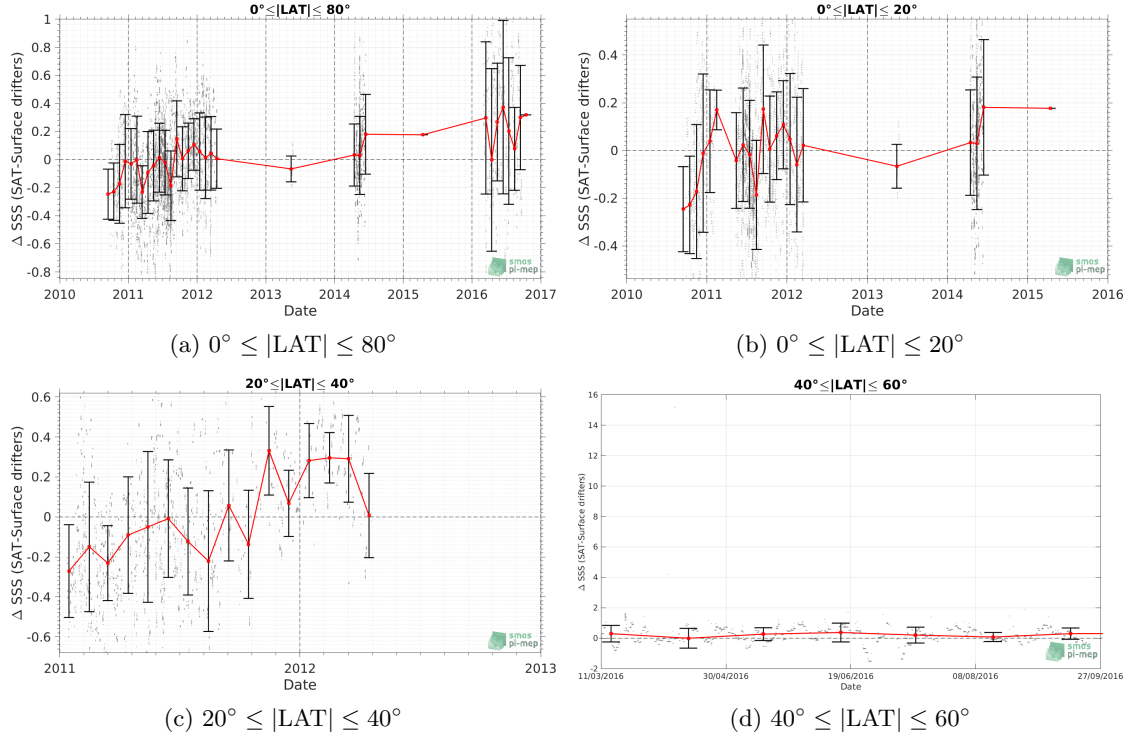 0°≤|LAT|≤ 80°
Δ SSS (SAT-Surface drifters)
1
0.8
0.6
0.4
0.2
0
-0.2
-0.4
-0.6
-0.8
2010 2011 2012 2013 2014 2015 2016 2017
Date
smos
pi-mep
(a) 0° ≤ |LAT| ≤ 80°
0°≤|LAT|≤ 20°
Δ SSS (SAT-Surface drifters)
0.4
0.2
0
-0.2
-0.4
2010 2011 2012 2013 2014 2015 2016
Date
smos
pi-mep
(b) 0° ≤ |LAT| ≤ 20°
20°≤|LAT|≤ 40°
Δ SSS (SAT-Surface drifters)
0.6
0.4
0.2
0
-0.2
-0.4
-0.6
2011 2012 2013
Date
smos
pi-mep
(c) 20° ≤ |LAT| ≤ 40°
40°≤|LAT|≤ 60°
Δ SSS (SAT-Surface drifters)
16
14
12
10
8
6
4
2
0
-2
11/03/2016 30/04/2016 19/06/2016 08/08/2016 27/09/2016
Date
smos
pi-mep
(d) 40° ≤ |LAT| ≤ 60°